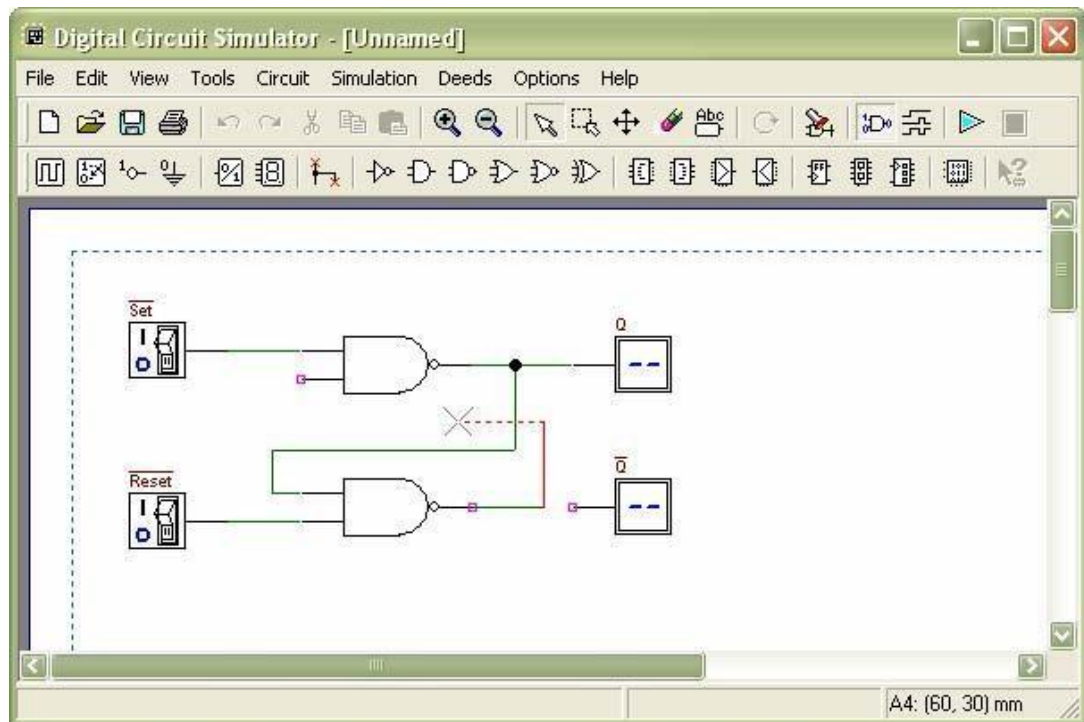 Digital Circuit Simulator - [Unnamed]
File Edit View Tools Circuit Simulation Deeds Options Help
Abc
Set
Q
Reset
Q
A4: (60, 30) mm